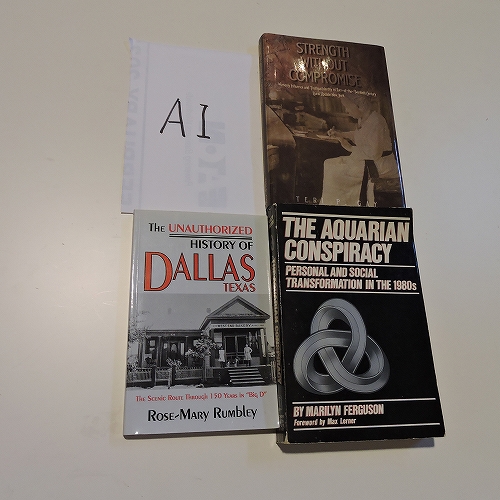 AI
STRENGTH
WITHOUT
COMPROMISE
THE UNAUTHORIZED
HISTORY OF
DALLAS
TEXAS
THE SCENIC ROUTE THROUGH 150 YEARS IN "BIG D"
ROSE-MARY RUMBLEY
THE AQUARIAN
CONSPIRACY
PERSONAL AND SOCIAL
TRANSFORMATION IN THE 1980s
BY MARILYN FERGUSON
Foreword by Max Lerner